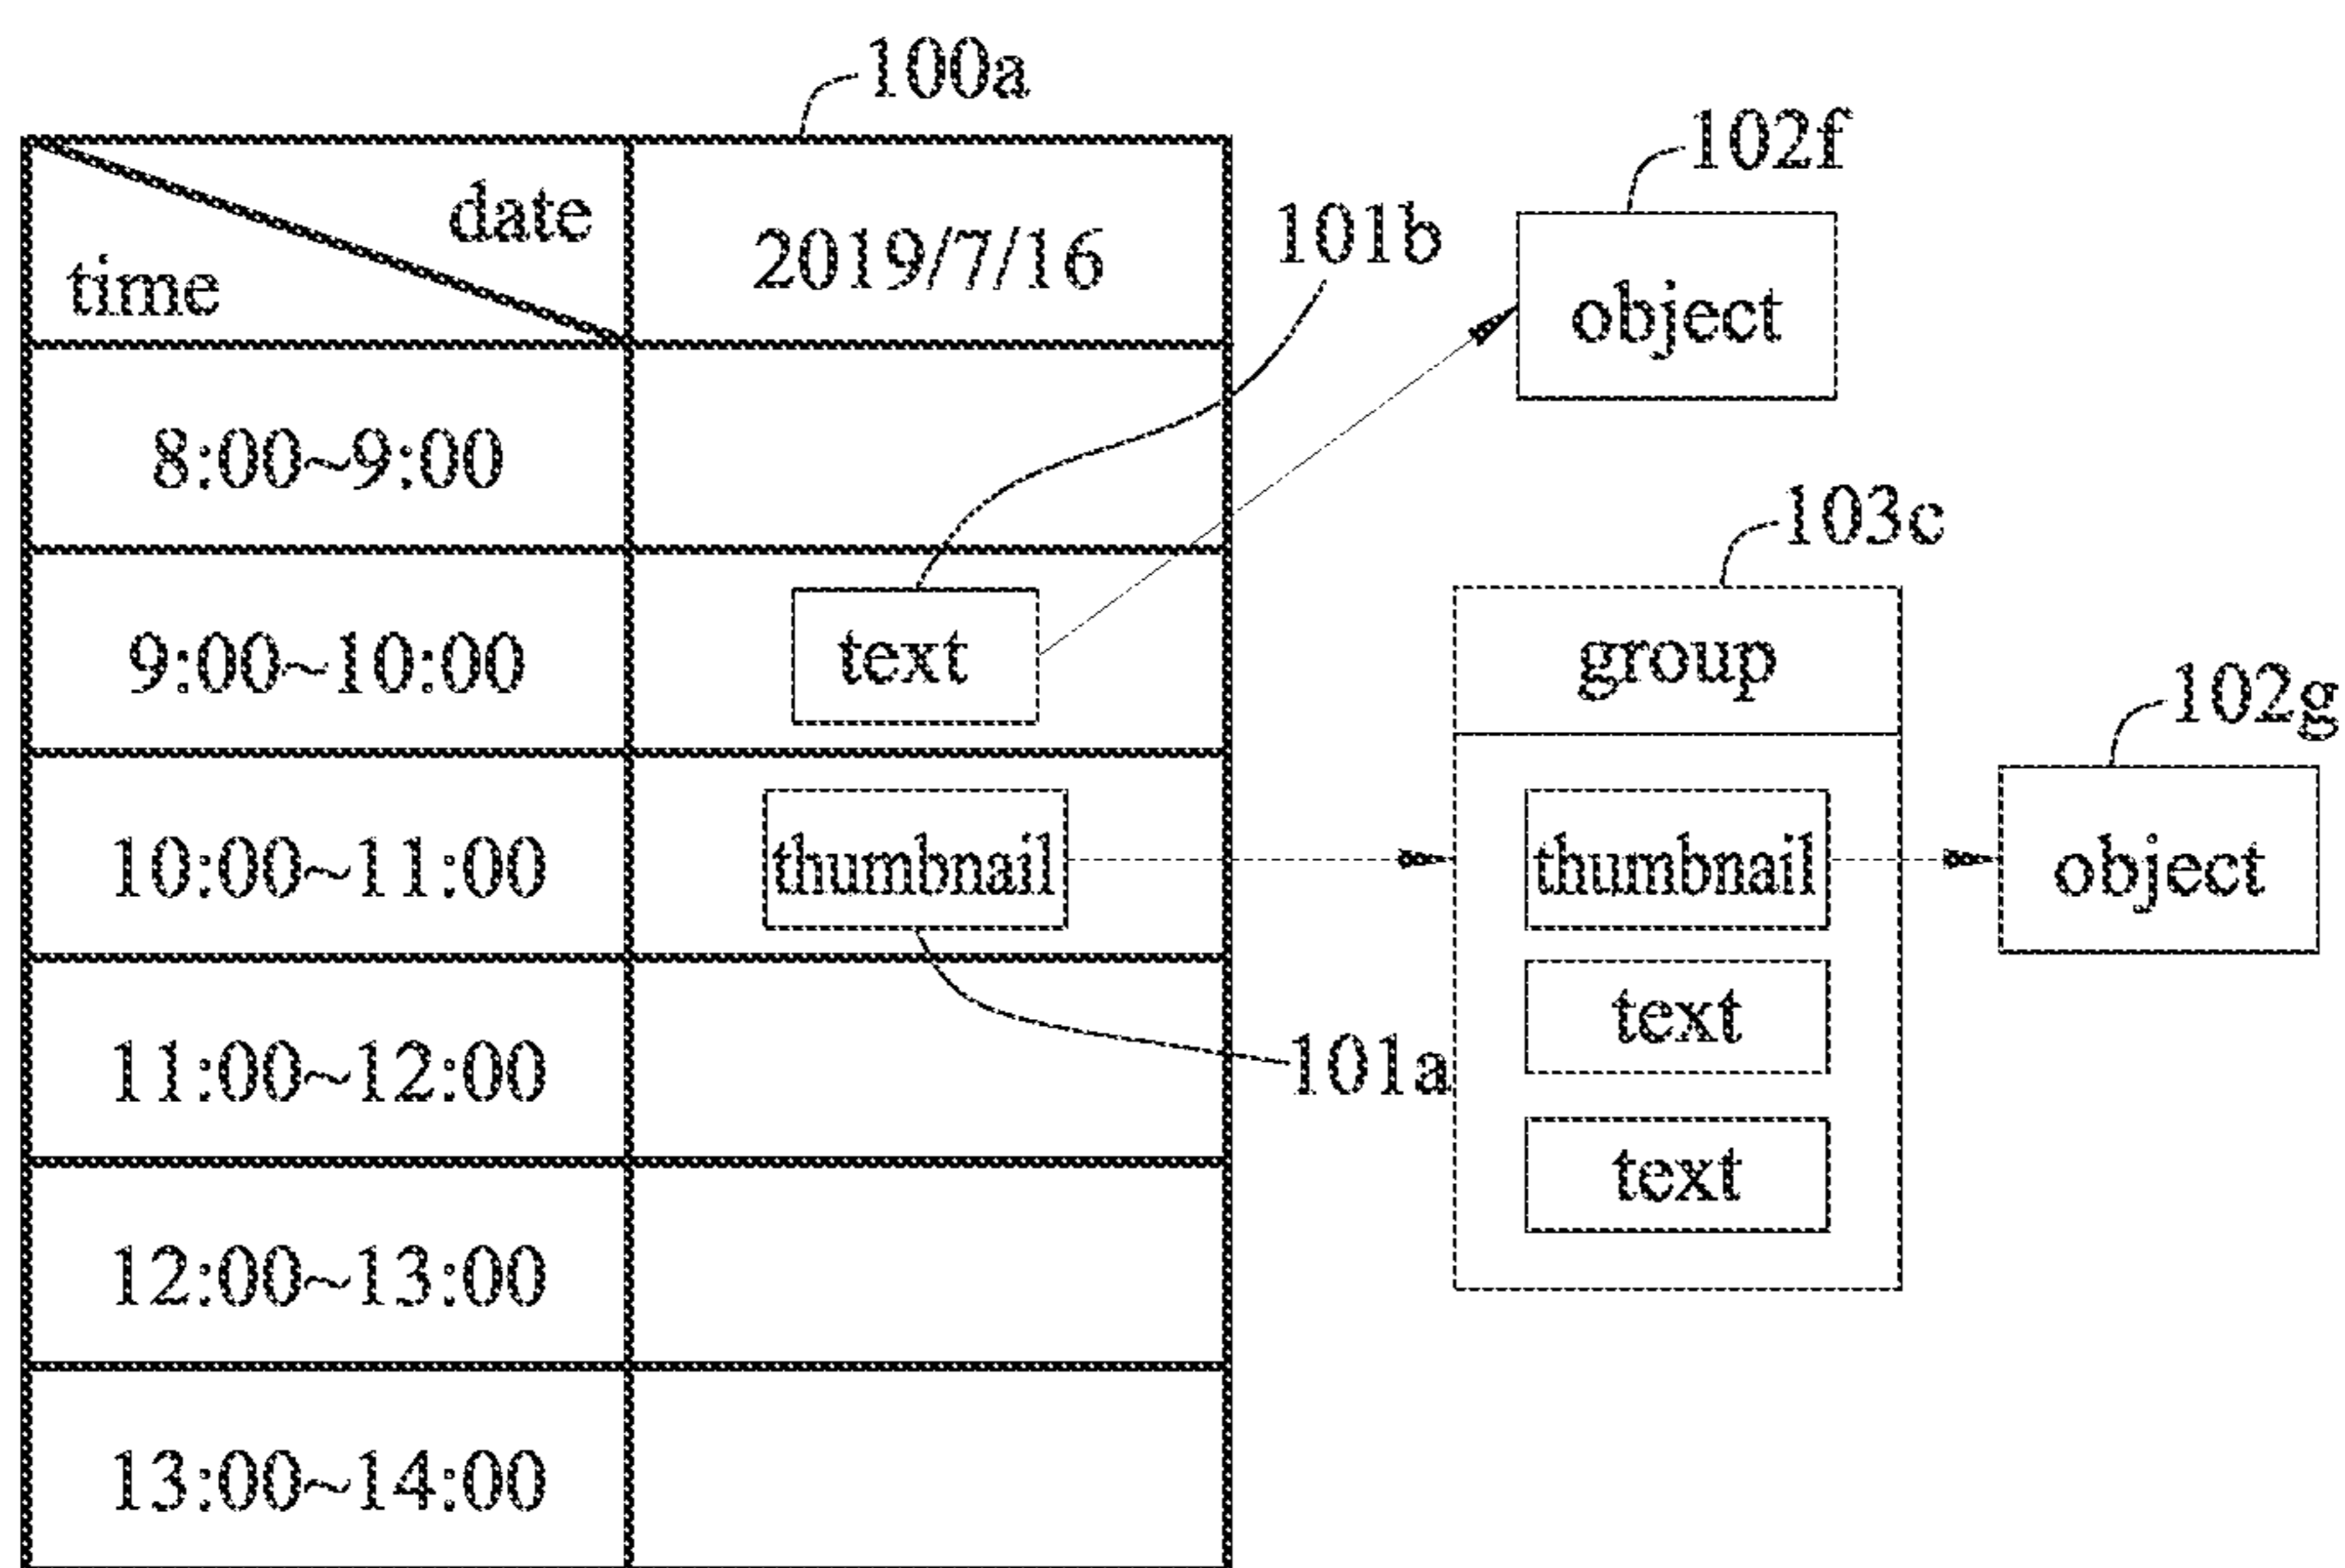 100a
102f
date
101b
time
2019/7/16
object
8:00~9:00
103c
9:00~10:00
text
group
102g
10:00~11:00
thumbnail
thumbnail
object
text
11:00~12:00
101a
text
12:00~13:00
13:00~14:00